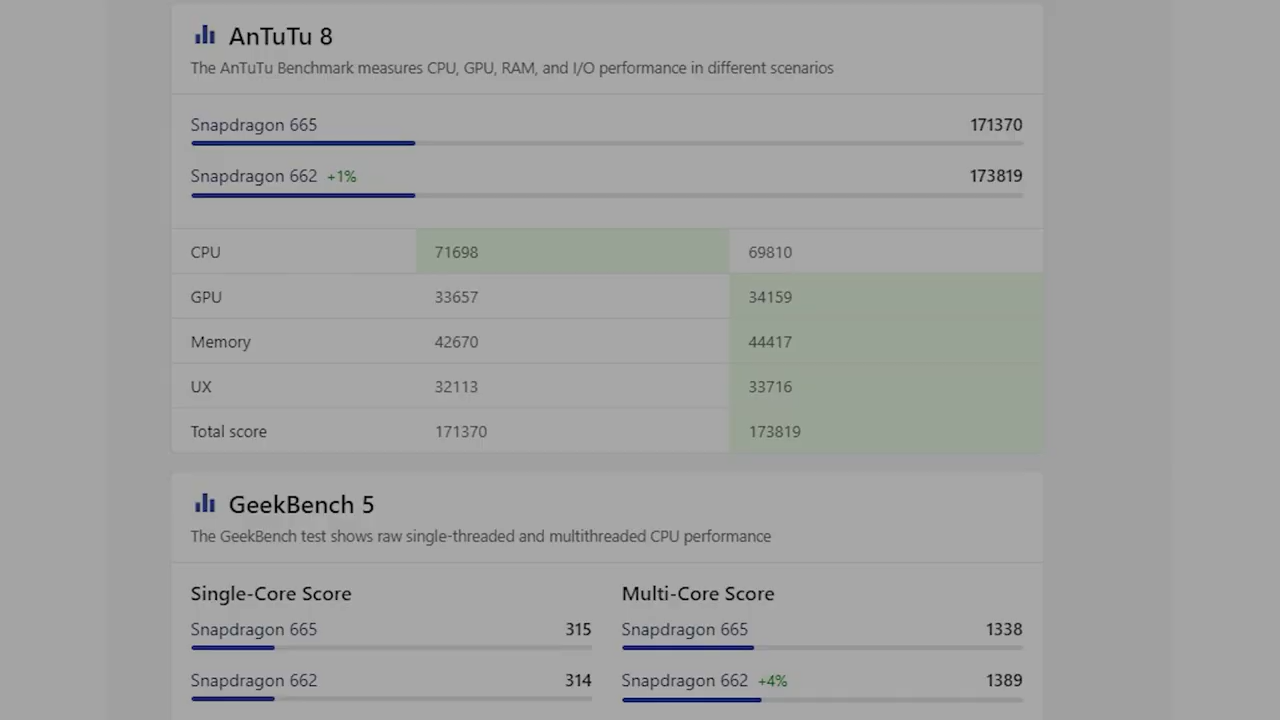 AnTuTu 8
The AnTuTu Benchmark measures CPU, GPU, RAM, and I/O performance in different scenarios
Snapdragon 665 171370
Snapdragon 662 +1% 173819
CPU 71698 69810
GPU 33657 34159
Memory 42670 44417
UX 32113 33716
Total score 171370 173819
GeekBench 5
The GeekBench test shows raw single-threaded and multithreaded CPU performance
Single-Core Score Multi-Core Score
Snapdragon 665 315 Snapdragon 665 1338
Snapdragon 662 314 Snapdragon 662 +4% 1389